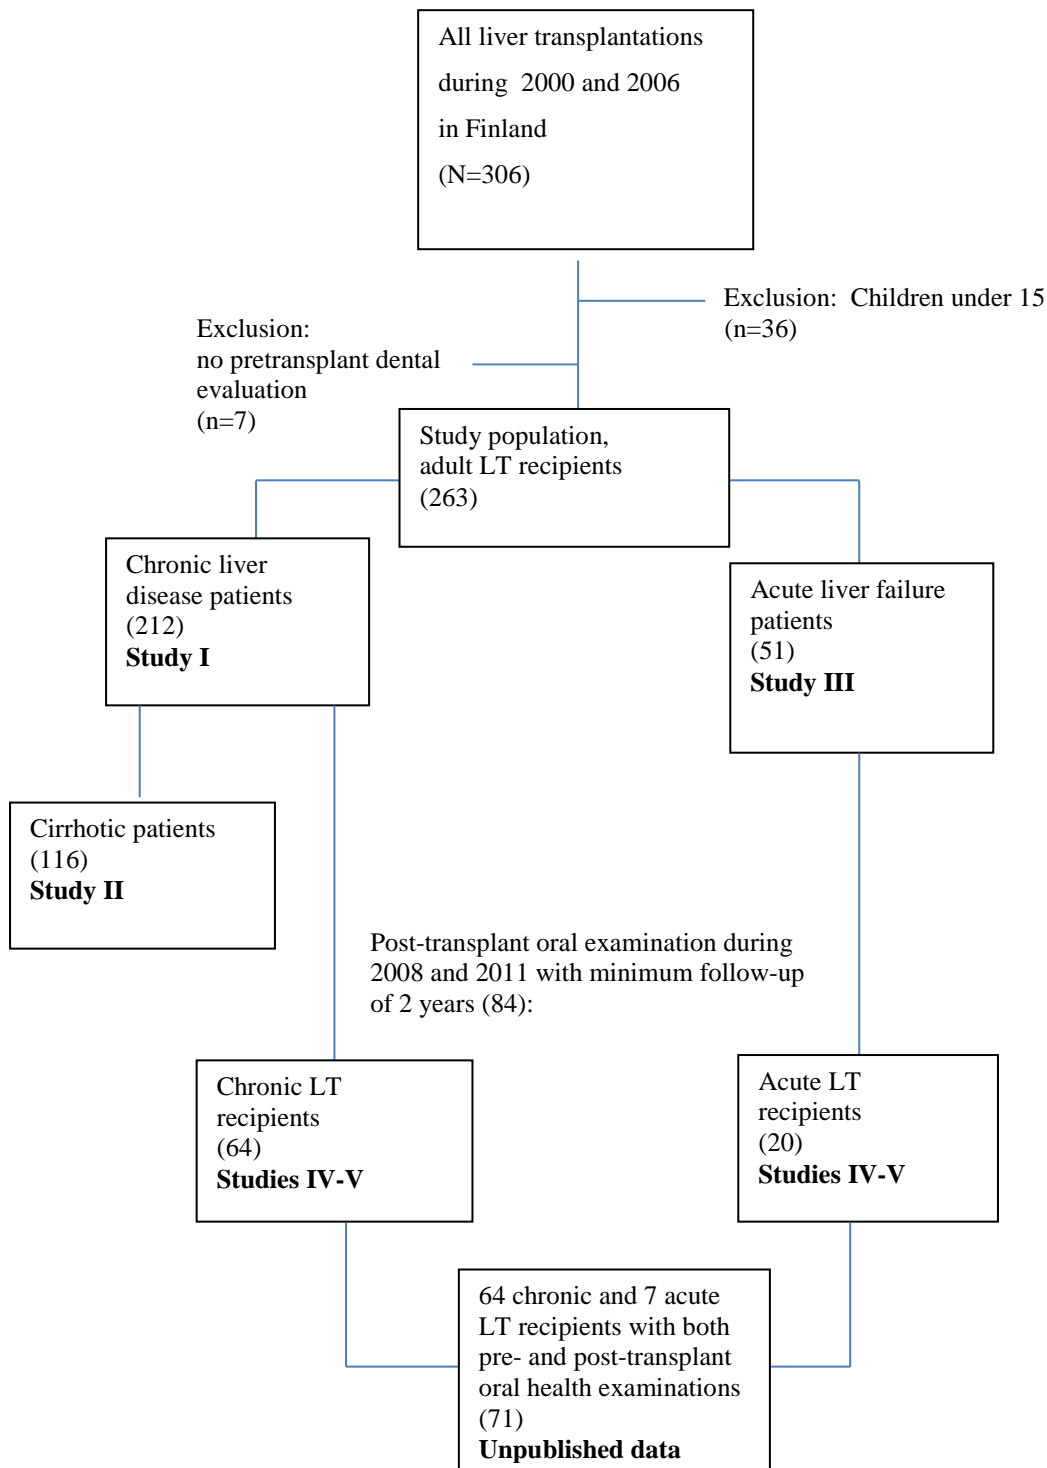 All liver transplantations
during  2000 and 2006
in Finland
(N=306)
Exclusion:  Children under 15
(n=36)
Exclusion:
no pretransplant dental
evaluation
(n=7)
Study population,
adult LT recipients
(263)
Chronic liver
disease patients
(212)
Study I
Acute liver failure
patients
(51)
Study III
Cirrhotic patients
(116)
Study II
Post-transplant oral examination during
2008 and 2011 with minimum follow-up
of 2 years (84):
Chronic LT
recipients
(64)
Studies IV-V
Acute LT
recipients
(20)
Studies IV-V
64 chronic and 7 acute
LT recipients with both
pre- and post-transplant
oral health examinations
(71)
Unpublished data